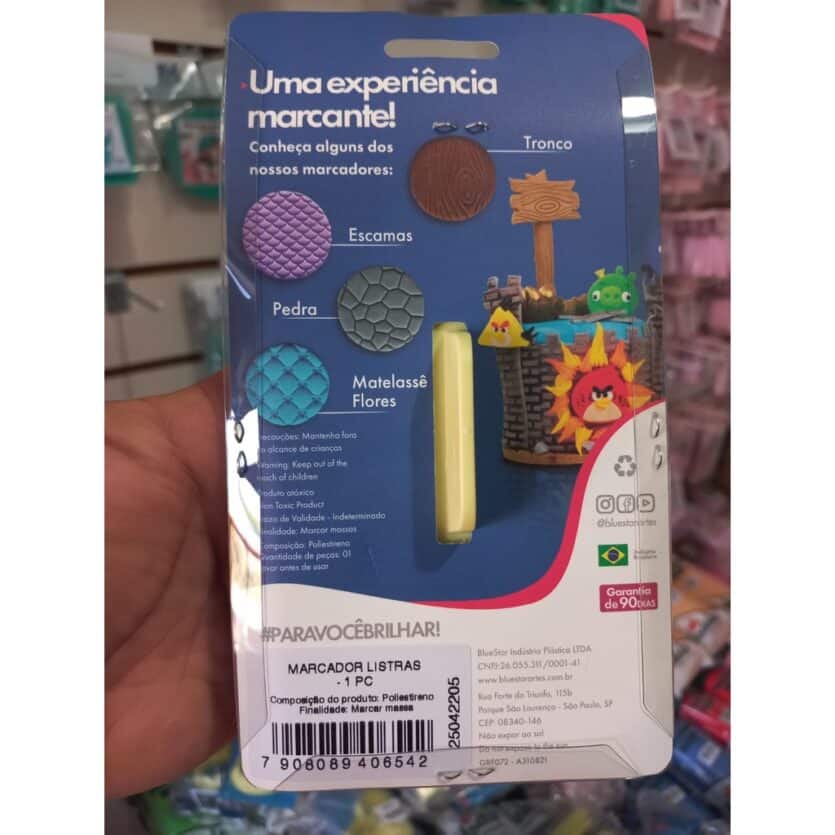 Uma experiência
marcante!
Conheça alguns dos
nossos marcadores:
Tronco
Escamas
Pedra
Matelassê
Flores
Precauções: Mantenha fora
do alcance de crianças
Warning: Keep out of the
reach of children
Produto atóxico
Non Toxic Product
Prazo de Validade - Indeterminado
Finalidade: Marcar massas
Composição: Poliestireno
Quantidade de peças: 01
Lavar antes de usar
@bluestarartes
Indústria
Brasileira
Garantia
de 90 DIAS
#PARAVOCÊBRILHAR!
MARCADOR LISTRAS
- 1 PC
Composição do produto: Poliestireno
Finalidade: Marcar massa
7 908089 406542
25042205
BlueStar Indústria Plástica LTDA
CNPJ:26.055.311/0001-41
www.bluestarartes.com.br
Rua Forte do Triunfo, 115b
Parque São Lourenço - São Paulo, SP
CEP: 08340-146
Não expor ao sol
Do not expose to the sun
GRF072 - A310821